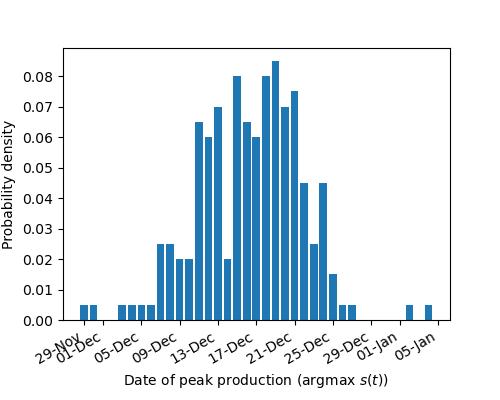 Probability density
0.08
0.07
0.06
0.05
0.04
0.03
0.02
0.01
0.00
29-Nov
01-Dec
05-Dec
09-Dec
13-Dec
17-Dec
21-Dec
25-Dec
29-Dec
01-Jan
05-Jan
Date of peak production (argmax s(t))